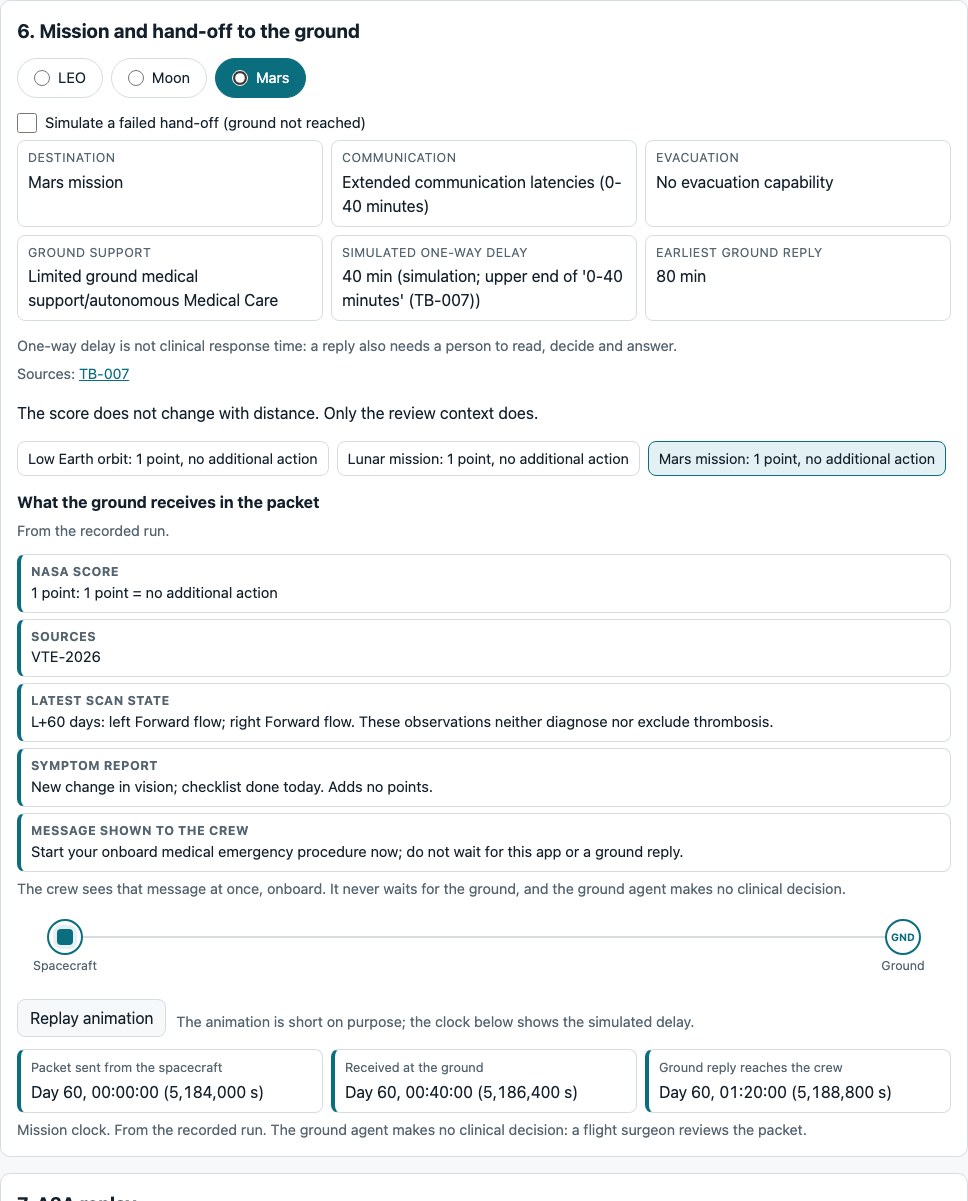 6. Mission and hand-off to the ground
LEO
Moon
Mars
Simulate a failed hand-off (ground not reached)
DESTINATION
Mars mission
COMMUNICATION
Extended communication latencies (0-
40 minutes)
EVACUATION
No evacuation capability
GROUND SUPPORT
Limited ground medical
support/autonomous Medical Care
SIMULATED ONE-WAY DELAY
40 min (simulation; upper end of '0-40
minutes' (TB-007))
EARLIEST GROUND REPLY
80 min
One-way delay is not clinical response time: a reply also needs a person to read, decide and answer.
Sources: TB-007
The score does not change with distance. Only the review context does.
Low Earth orbit: 1 point, no additional action
Lunar mission: 1 point, no additional action
Mars mission: 1 point, no additional action
What the ground receives in the packet
From the recorded run.
NASA SCORE
1 point: 1 point = no additional action
SOURCES
VTE-2026
LATEST SCAN STATE
L+60 days: left Forward flow; right Forward flow. These observations neither diagnose nor exclude thrombosis.
SYMPTOM REPORT
New change in vision; checklist done today. Adds no points.
MESSAGE SHOWN TO THE CREW
Start your onboard medical emergency procedure now; do not wait for this app or a ground reply.
The crew sees that message at once, onboard. It never waits for the ground, and the ground agent makes no clinical decision.
GND
Spacecraft
Ground
Replay animation
The animation is short on purpose; the clock below shows the simulated delay.
Packet sent from the spacecraft
Day 60, 00:00:00 (5,184,000 s)
Received at the ground
Day 60, 00:40:00 (5,186,400 s)
Ground reply reaches the crew
Day 60, 01:20:00 (5,188,800 s)
Mission clock. From the recorded run. The ground agent makes no clinical decision: a flight surgeon reviews the packet.